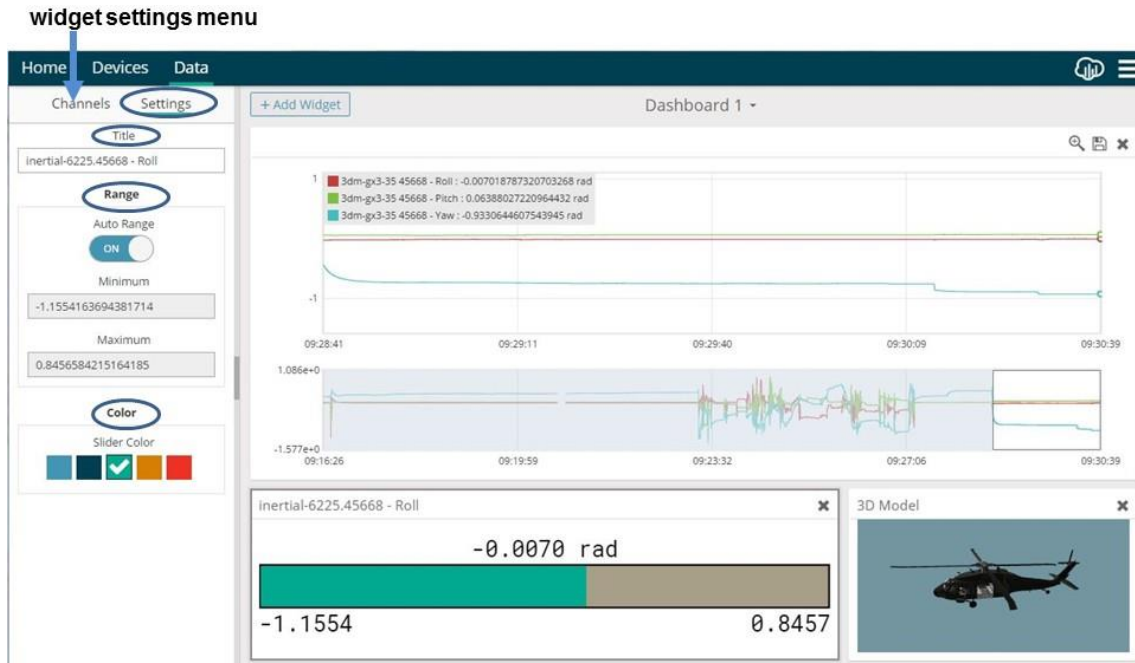 widget settings menu
Home Devices Data
Channels Settings
+ Add Widget
Dashboard 1
Title
inertial-6225.45668 - Roll
Range
Auto Range
ON
Minimum
-1.1554163694381714
Maximum
0.8456584215164185
Color
Slider Color
1
3dm-gx3-35 45668 - Roll : -0.007018787320703268 rad
3dm-gx3-35 45668 - Pitch : 0.06388027220964432 rad
3dm-gx3-35 45668 - Yaw : -0.9330644607543945 rad
-1
09:28:41 09:29:11 09:29:40 09:30:09 09:30:39
1.086e+0
-1.577e+0
09:16:26 09:19:59 09:23:32 09:27:06 09:30:39
inertial-6225.45668 - Roll
-0.0070 rad
-1.1554 0.8457
3D Model